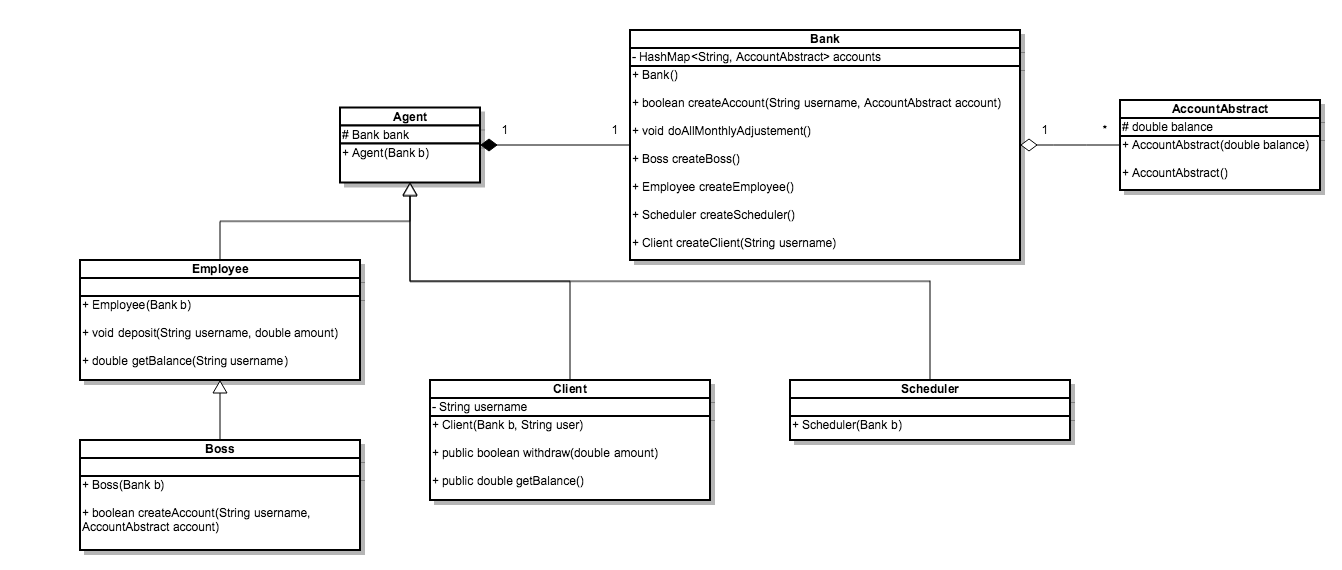 Bank
- HashMap<String, AccountAbstract> accounts
+ Bank()
+ boolean createAccount(String username, AccountAbstract account)
+ void doAllMonthlyAdjustement()
+ Boss createBoss()
+ Employee createEmployee()
+ Scheduler createScheduler()
+ Client createClient(String username)
Agent
# Bank bank
+ Agent(Bank b)
1
1
1
*
AccountAbstract
# double balance
+ AccountAbstract(double balance)
+ AccountAbstract()
Employee
+ Employee(Bank b)
+ void deposit(String username, double amount)
+ double getBalance(String username)
Boss
+ Boss(Bank b)
+ boolean createAccount(String username,
AccountAbstract account)
Client
- String username
+ Client(Bank b, String user)
+ public boolean withdraw(double amount)
+ public double getBalance()
Scheduler
+ Scheduler(Bank b)